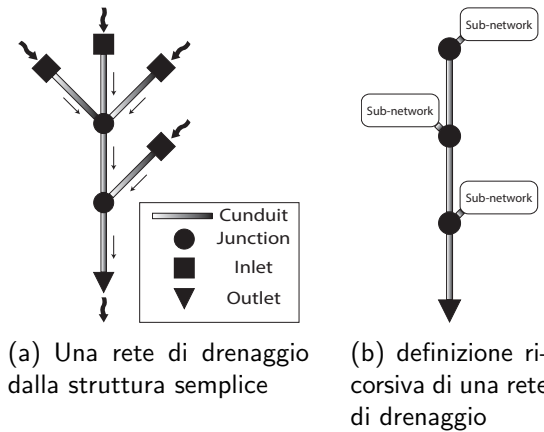 Sub-network
Sub-network
Sub-network
Cunduit
Junction
Inlet
Outlet
(a) Una rete di drenaggio
dalla struttura semplice
(b) definizione ri-
corsiva di una rete
di drenaggio